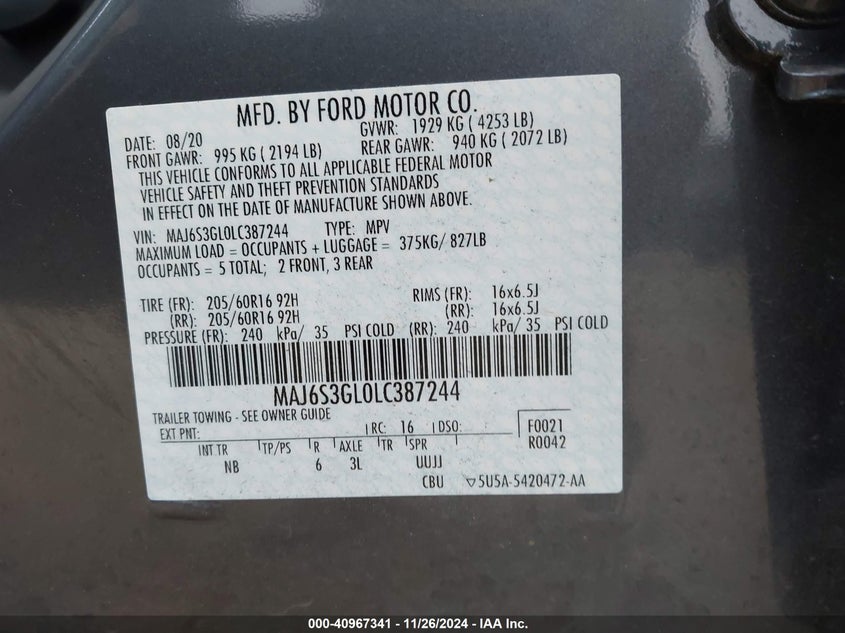 MFD. BY FORD MOTOR CO.
DATE: 08/20 GVWR: 1929 KG ( 4253 LB)
FRONT GAWR: 995 KG ( 2194 LB) REAR GAWR: 940 KG ( 2072 LB)
THIS VEHICLE CONFORMS TO ALL APPLICABLE FEDERAL MOTOR
VEHICLE SAFETY AND THEFT PREVENTION STANDARDS
IN EFFECT ON THE DATE OF MANUFACTURE SHOWN ABOVE.
VIN: MAJ6S3GL0LC387244 TYPE: MPV
MAXIMUM LOAD = OCCUPANTS + LUGGAGE = 375KG/ 827LB
OCCUPANTS = 5 TOTAL; 2 FRONT, 3 REAR
TIRE (FR): 205/60R16 92H RIMS (FR): 16x6.5J
(RR): 205/60R16 92H (RR): 16x6.5J
PRESSURE (FR): 240 kPa/ 35 PSI COLD (RR): 240 kPa/ 35 PSI COLD
MAJ6S3GL0LC387244
TRAILER TOWING - SEE OWNER GUIDE
EXT PNT: RC: 16 DSO: F0021
R0042
INT TR TP/PS R AXLE TR SPR
NB 6 3L UUJJ
CBU ▽5U5A-5420472-AA
000-40967341 - 11/26/2024 - IAA Inc.